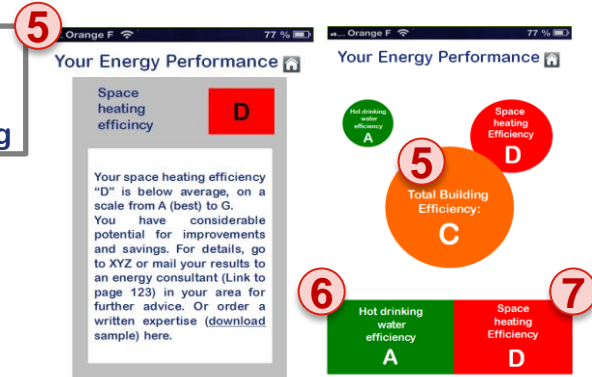 5
Orange F 77 %
Your Energy Performance
Space
heating
efficincy
D
Your space heating efficiency
"D" is below average, on a
scale from A (best) to G.
You have considerable
potential for improvements
and savings. For details, go
to XYZ or mail your results to
an energy consultant (Link to
page 123) in your area for
further advice. Or order a
written expertise (download
sample) here.
g
... Orange F 77 %
Your Energy Performance
Hot drinking
water
efficiency
A
Space
heating
Efficiency
D
5
Total Building
Efficiency:
C
6
Hot drinking
water
efficiency
A
7
Space
heating
Efficiency
D